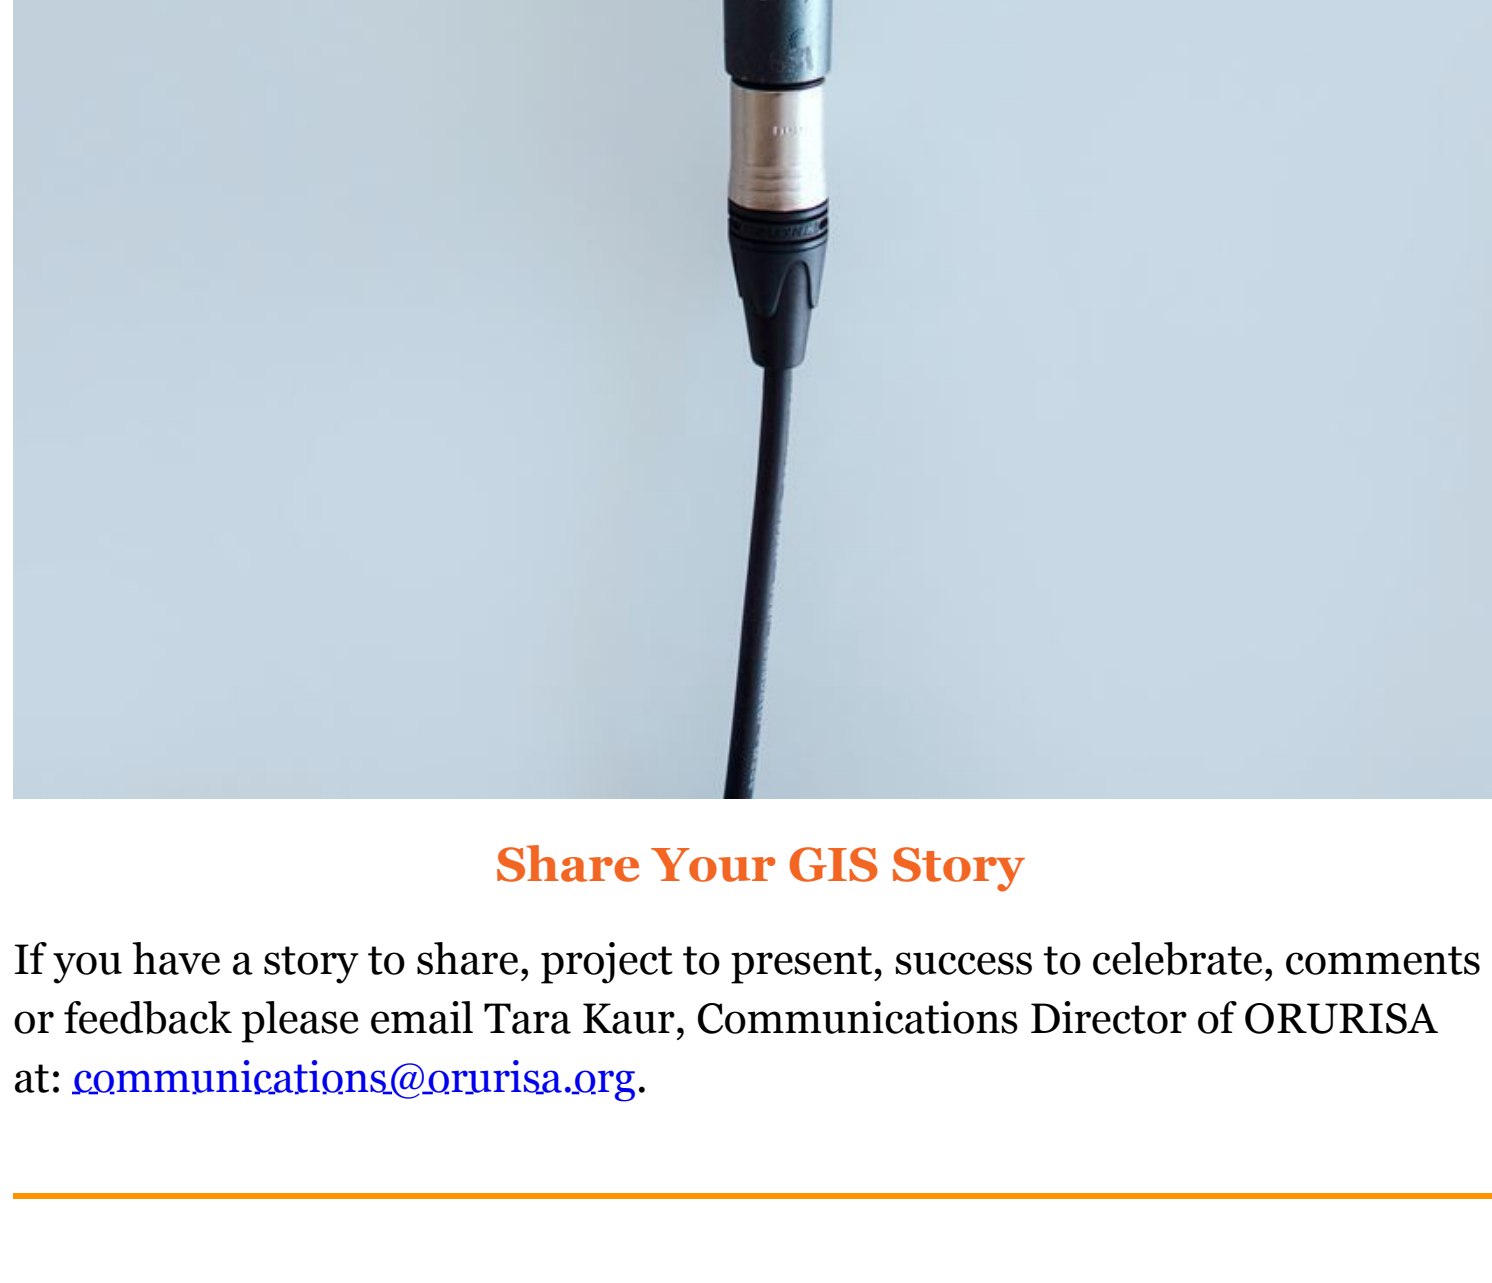 Share Your GIS Story
If you have a story to share, project to present, success to celebrate, comments
or feedback please email Tara Kaur, Communications Director of ORURISA
at: communications@orurisa.org.